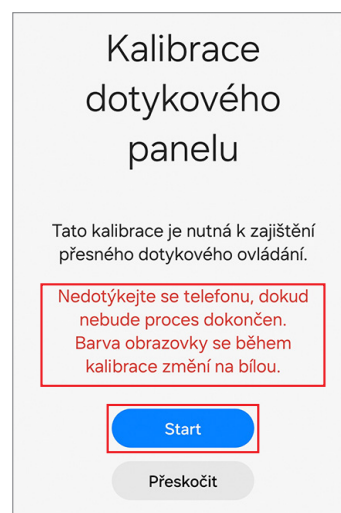 Kalibrace
dotykového
panelu
Tato kalibrace je nutná k zajištění
přesného dotykového ovládání.
Nedotýkejte se telefonu, dokud
nebude proces dokončen.
Barva obrazovky se během
kalibrace změní na bílou.
Start
Přeskočit